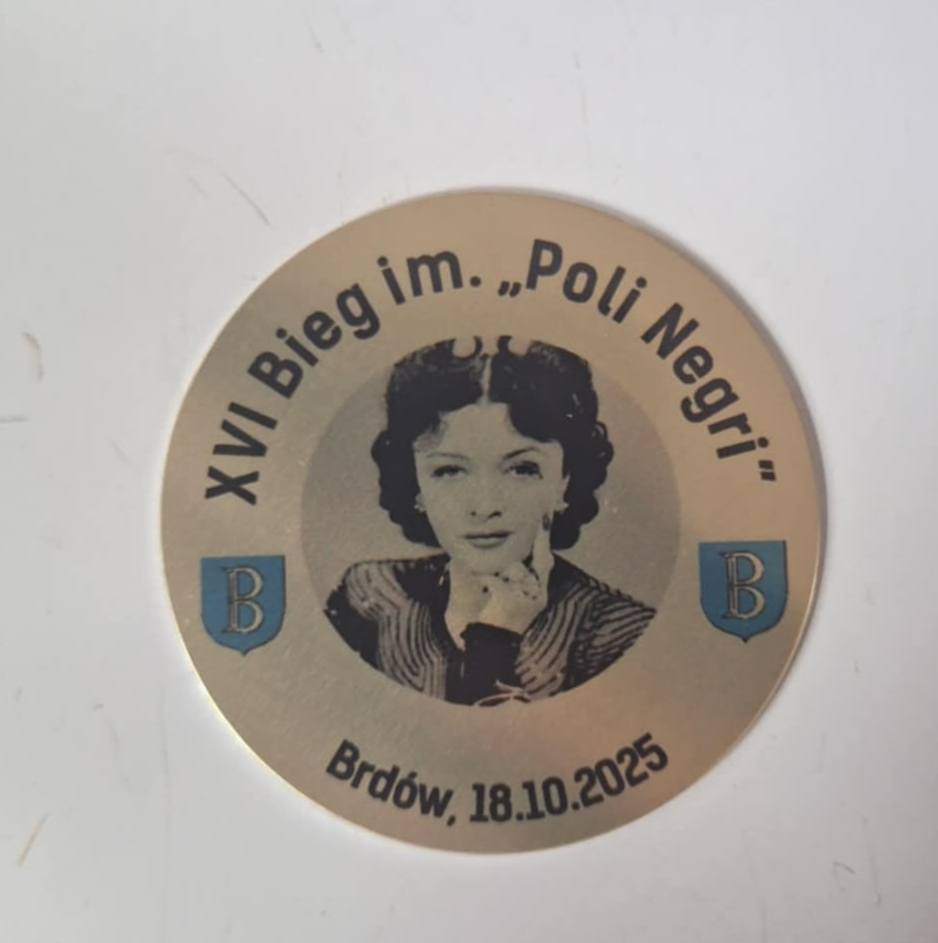 XVI Bieg im. „Poli Negri"
B B
Brdów, 18.10.2025